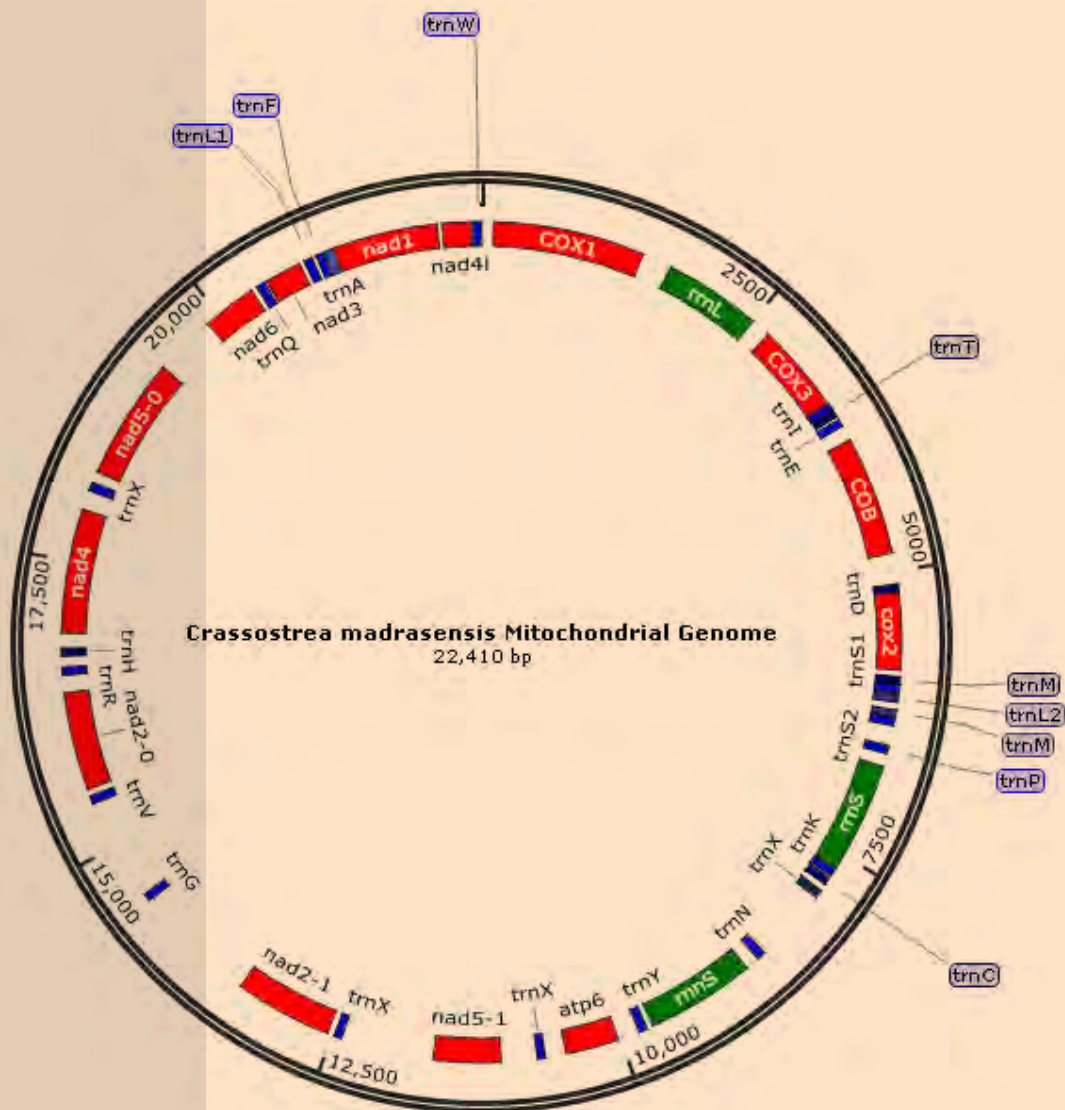 trnW
trnF
trnL1
nad1
nad4l
COX1
2500
rrnL
trnA
nad3
trnQ
nad6
20,000
COX3
trnT
trnI
trnE
nad5-0
trnX
COB
5000
nad4
17,500
trnD
cox2
Crassostrea madrasensis Mitochondrial Genome
22,410 bp
trnH
trnR
nad2-0
trnS1
trnM
trnL2
trnM
trnS2
trnP
trnV
rrnS
7500
trnK
trnX
trnG
15,000
trnN
trnC
nad2-1
trnX
nad5-1
trnX
atp6
trnY
rrnS
10,000
12,500